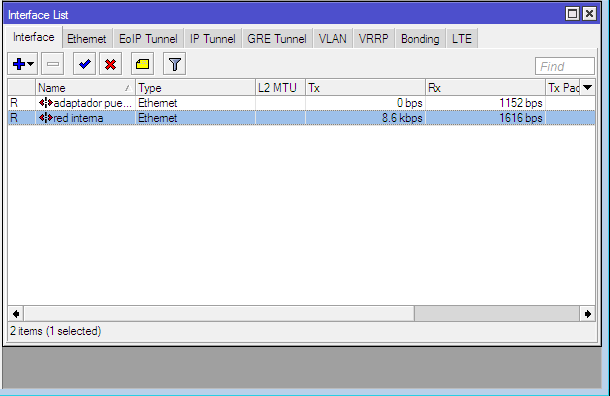 Interface List
Interface Ethernet EoIP Tunnel IP Tunnel GRE Tunnel VLAN VRRP Bonding LTE
Find
Name Type L2 MTU Tx Rx Tx Pac
R adaptador pue... Ethernet 0 bps 1152 bps
R red interna Ethernet 8.6 kbps 1616 bps
2 items (1 selected)